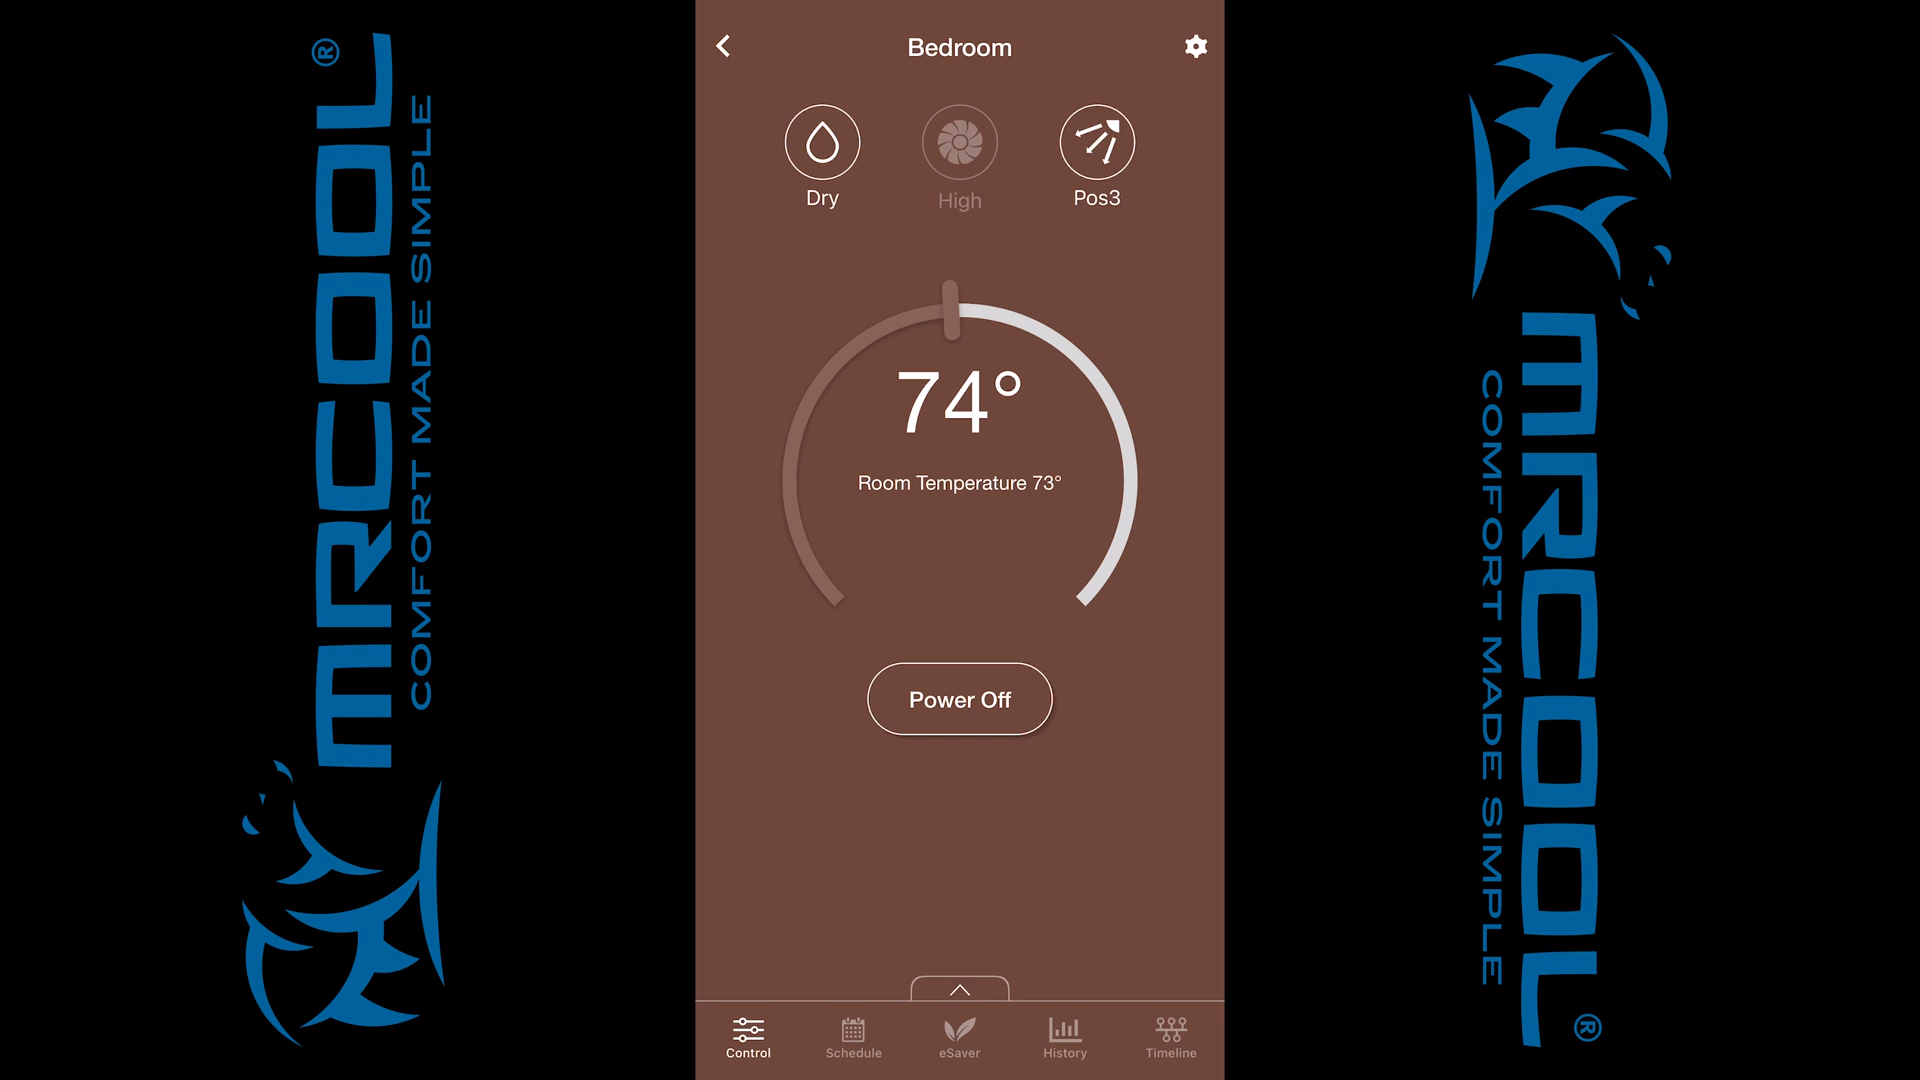 MRCOOL®
COMFORT MADE SIMPLE
Bedroom
Dry
High
Pos3
74°
Room Temperature 73°
Power Off
Control
Schedule
eSaver
History
Timeline
MRCOOL®
COMFORT MADE SIMPLE